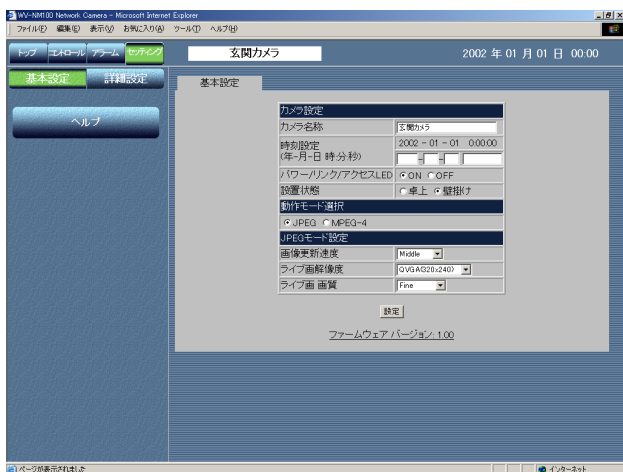 WV-NM100 Network Camera - Microsoft Internet Explorer
ファイル(F) 編集(E) 表示(V) お気に入り(A) ツール(T) ヘルプ(H)
トップ コントロール アラーム セッティング 玄関カメラ 2002 年 01 月 01 日 00:00
基本設定 詳細設定
ヘルプ
基本設定
カメラ設定
カメラ名称 玄関カメラ
時刻設定 2002 - 01 - 01 0:00:00
(年-月-日 時:分:秒) - -
パワー/リンク/アクセスLED ON OFF
設置状態 卓上 壁掛け
動作モード選択
JPEG MPEG-4
JPEGモード設定
画像更新速度 Middle
ライブ画解像度 QVGA(320x240)
ライブ画 画質 Fine
設定
ファームウェア バージョン: 1.00
ページが表示されました インターネット